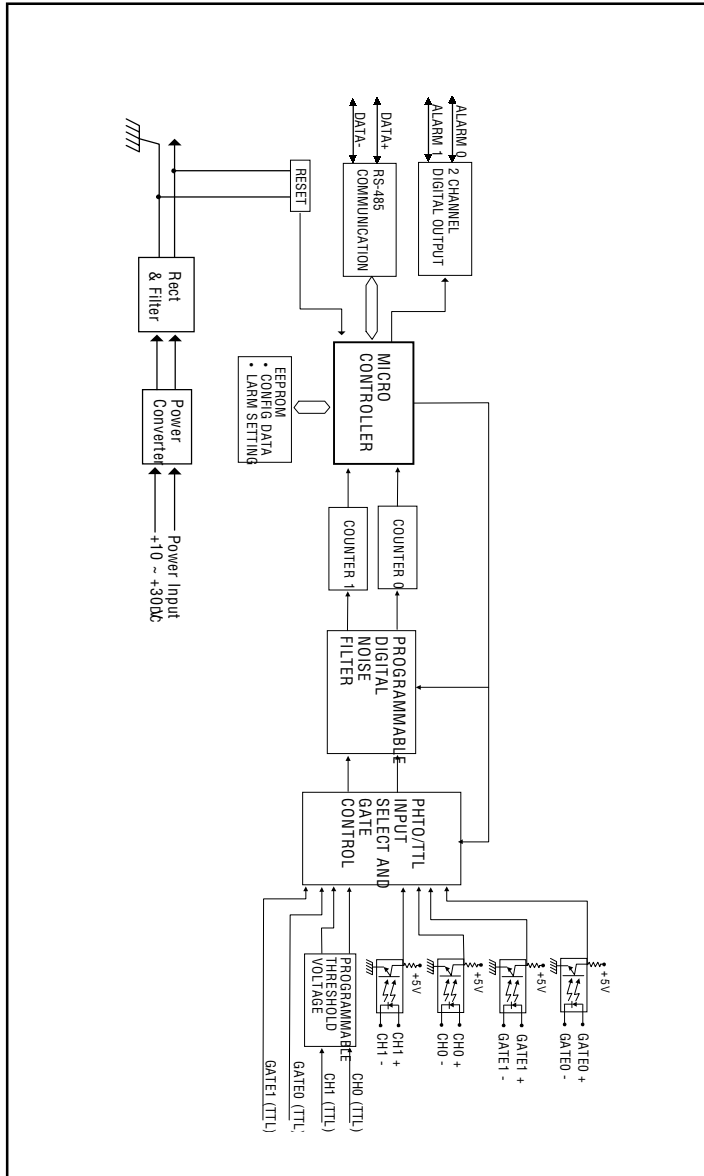 ALARM 0
ALARM 1
2 CHANNEL
DIGITAL OUTPUT
DATA+
DATA-
RS-485
COMMUNICATION
RESET
Rect
& Filter
MICRO
CONTROLLER
EEPROM
• CONFIG DATA
• LARM SETTING
Power
Converter
Power Input
+10 ~ +30DVC
COUNTER 0
COUNTER 1
PROGRAMMABLE
DIGITAL
NOISE
FILTER
PHTO/TTL
INPUT
SELECT AND
GATE
CONTROL
+5V
GATE0 +
GATE0 -
+5V
GATE1 +
GATE1 -
+5V
CH0 +
CH0 -
+5V
CH1 +
CH1 -
PROGRAMMABLE
THRESHOLD
VOLTAGE
CH0 (TTL)
CH1 (TTL)
GATE0 (TTL)
GATE1 (TTL)